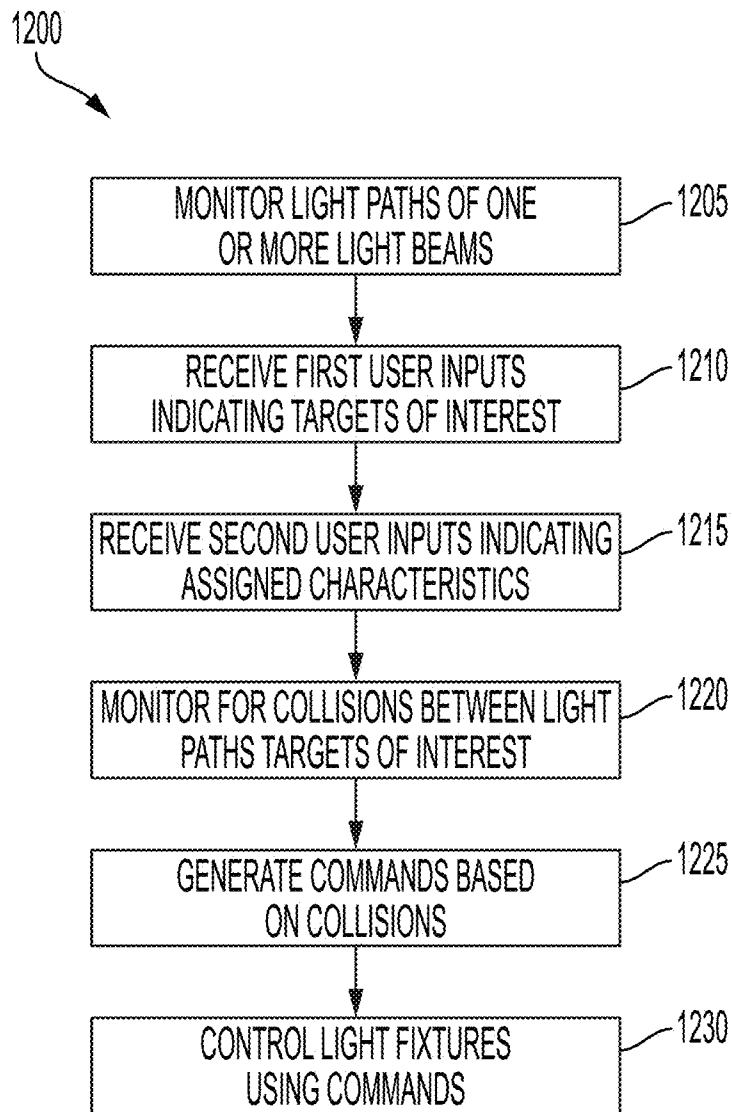 1200
MONITOR LIGHT PATHS OF ONE
OR MORE LIGHT BEAMS
1205
RECEIVE FIRST USER INPUTS
INDICATING TARGETS OF INTEREST
1210
RECEIVE SECOND USER INPUTS INDICATING
ASSIGNED CHARACTERISTICS
1215
MONITOR FOR COLLISIONS BETWEEN LIGHT
PATHS TARGETS OF INTEREST
1220
GENERATE COMMANDS BASED
ON COLLISIONS
1225
CONTROL LIGHT FIXTURES
USING COMMANDS
1230